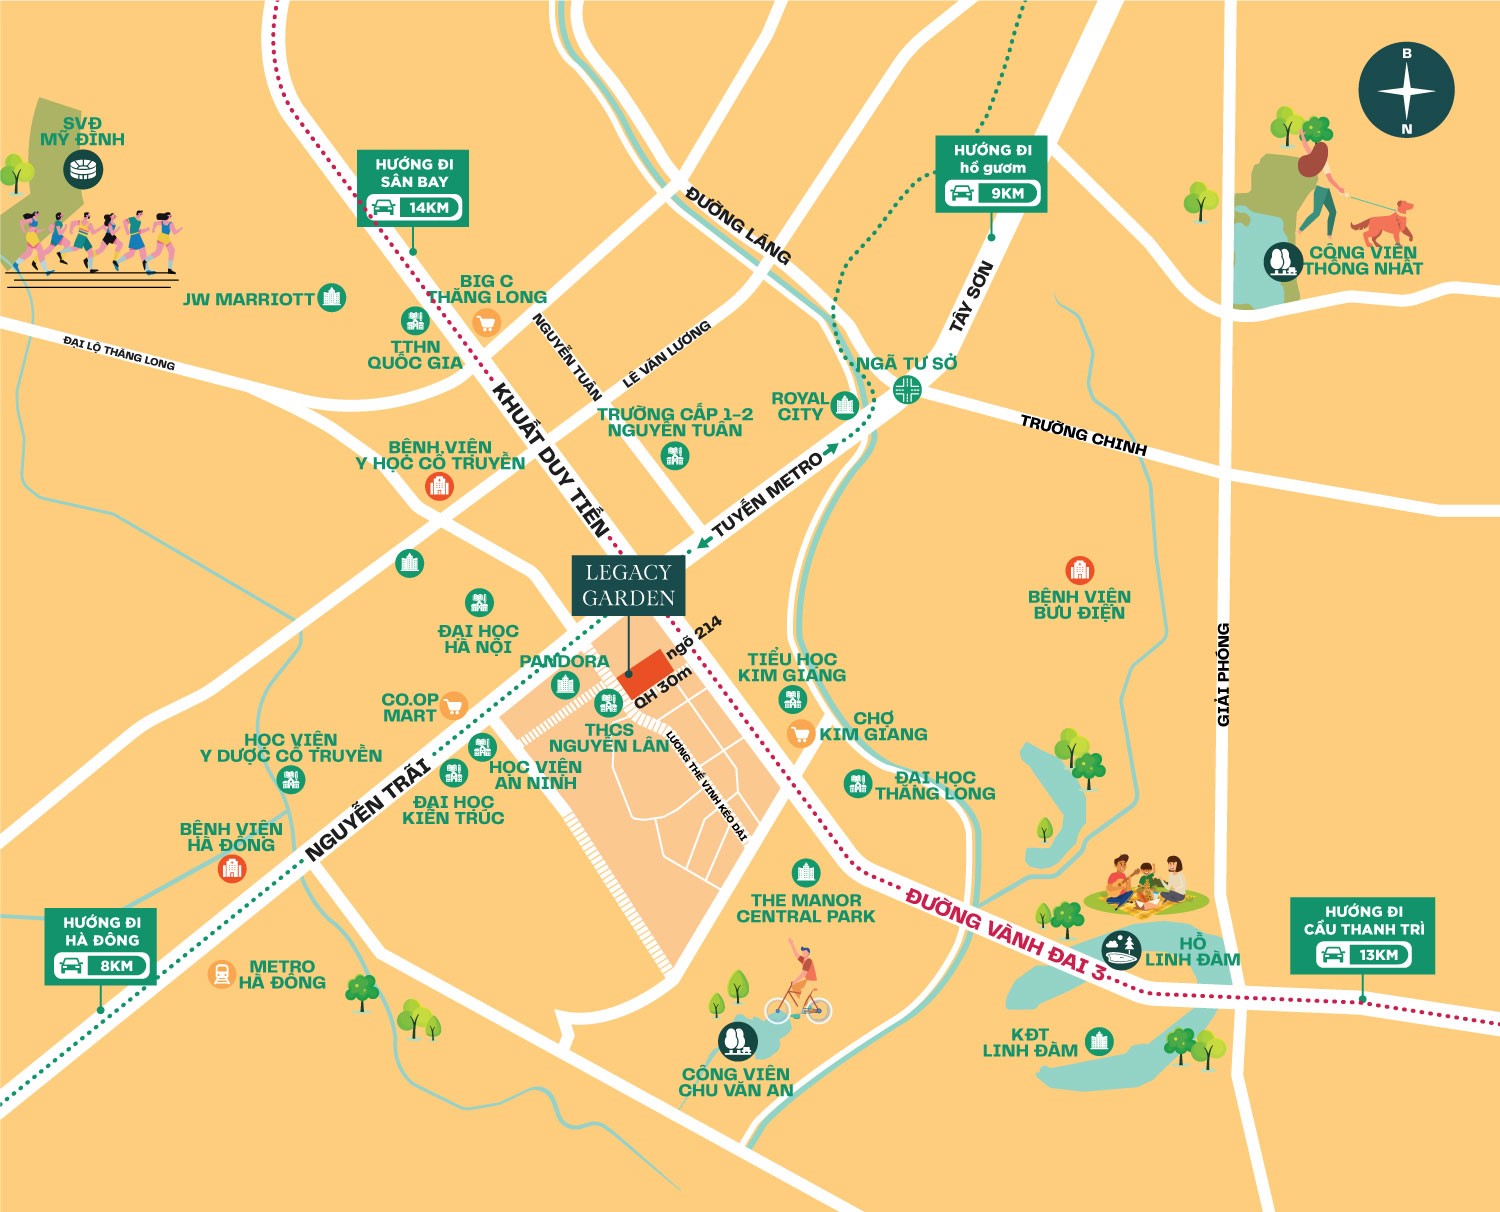 B
N
SVĐ
MỸ ĐÌNH
HƯỚNG ĐI
SÂN BAY
14KM
HƯỚNG ĐI
hồ gươm
9KM
ĐƯỜNG LÁNG
CÔNG VIÊN
THỐNG NHẤT
TÂY SƠN
JW MARRIOTT
BIG C
THĂNG LONG
TTHN
QUỐC GIA
ĐẠI LỘ THĂNG LONG
NGUYỄN TUÂN
LÊ VĂN LƯƠNG
NGÃ TƯ SỞ
ROYAL
CITY
TRƯỜNG CẤP 1-2
NGUYỄN TUÂN
KHUẤT DUY TIẾN
TRƯỜNG CHINH
BỆNH VIỆN
Y HỌC CỔ TRUYỀN
TUYẾN METRO
LEGACY
GARDEN
BỆNH VIỆN
BƯU ĐIỆN
ĐẠI HỌC
HÀ NỘI
ngõ 214
GIẢI PHÓNG
PANDORA
QH 30m
TIỂU HỌC
KIM GIANG
CO.OP
MART
THCS
NGUYỄN LÂN
CHỢ
KIM GIANG
HỌC VIỆN
Y DƯỢC CỔ TRUYỀN
HỌC VIỆN
AN NINH
LƯƠNG THẾ VINH KÉO DÀI
ĐẠI HỌC
THĂNG LONG
NGUYỄN TRÃI
ĐẠI HỌC
KIẾN TRÚC
BỆNH VIỆN
HÀ ĐÔNG
THE MANOR
CENTRAL PARK
ĐƯỜNG VÀNH ĐAI 3
HƯỚNG ĐI
HÀ ĐÔNG
8KM
HƯỚNG ĐI
CẦU THANH TRÌ
13KM
HỒ
LINH ĐÀM
METRO
HÀ ĐÔNG
KĐT
LINH ĐÀM
CÔNG VIÊN
CHU VĂN AN